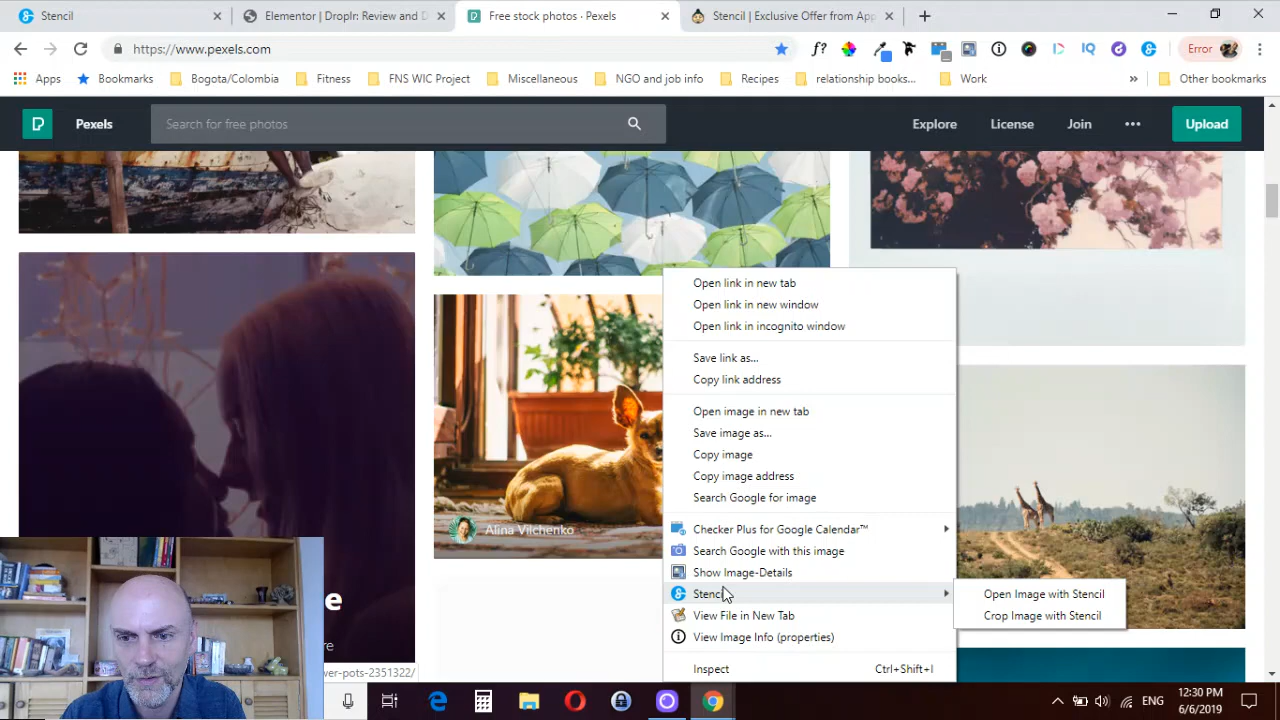 Stencil
Elementor | Droplr: Review and D
Free stock photos · Pexels
Stencil | Exclusive Offer from App
https://www.pexels.com
f?
IQ
Error
Apps
Bookmarks
Bogota/Colombia
Fitness
FNS WIC Project
Miscellaneous
NGO and job info
Recipes
relationship books...
Work
»
Other bookmarks
Pexels
Search for free photos
Explore
License
Join
Upload
Open link in new tab
Open link in new window
Open link in incognito window
Save link as...
Copy link address
Open image in new tab
Save image as...
Copy image
Copy image address
Search Google for image
Alina Vilchenko
Checker Plus for Google Calendar™
Search Google with this image
Show Image-Details
Stencil
Open Image with Stencil
Crop Image with Stencil
View File in New Tab
View Image Info (properties)
Inspect
Ctrl+Shift+I
wer-pots-2351322/
ENG
12:30 PM
6/6/2019